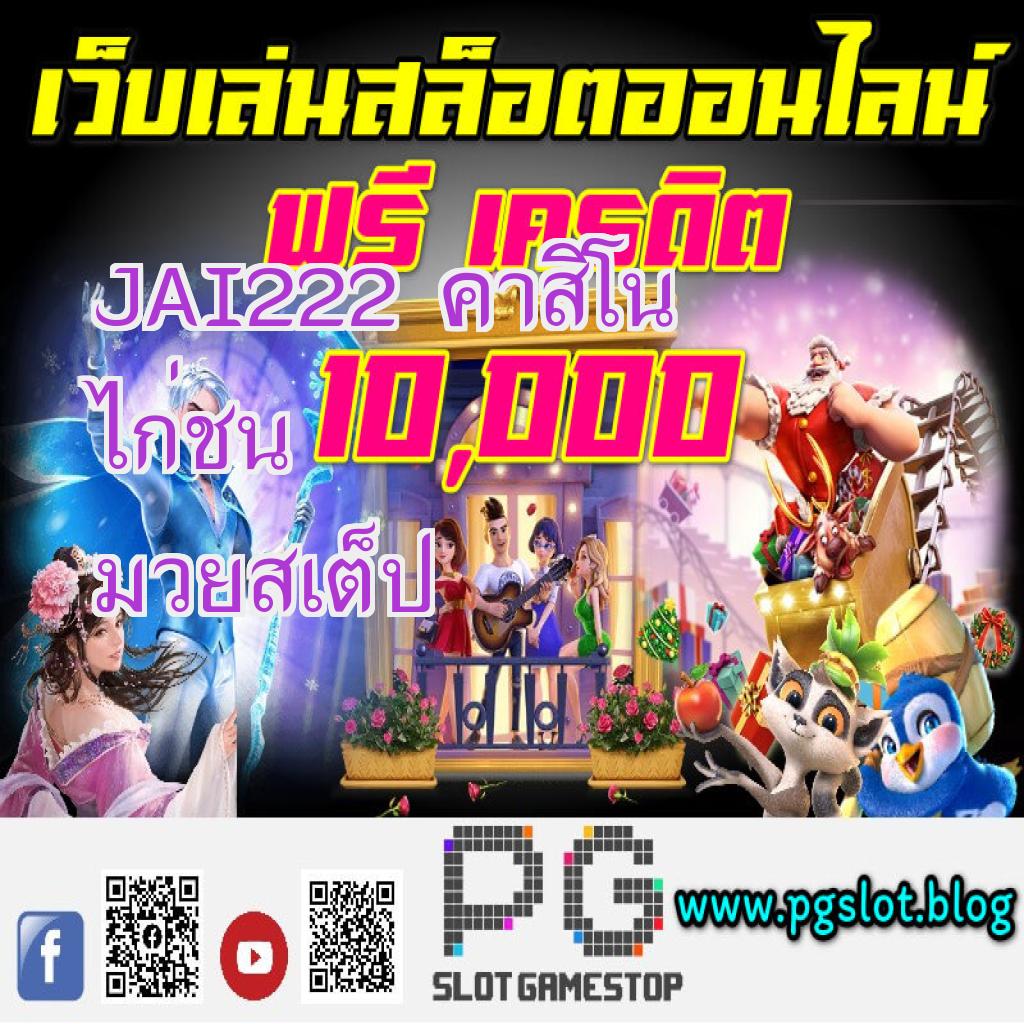 เว็บเล่นสล็อตออนไลน์
ฟรี เครดิต
JAI222 คาสิโน
ไก่ชน 10,000
มวยสเต็ป
PG
www.pgslot.blog
SLOT GAMESTOP